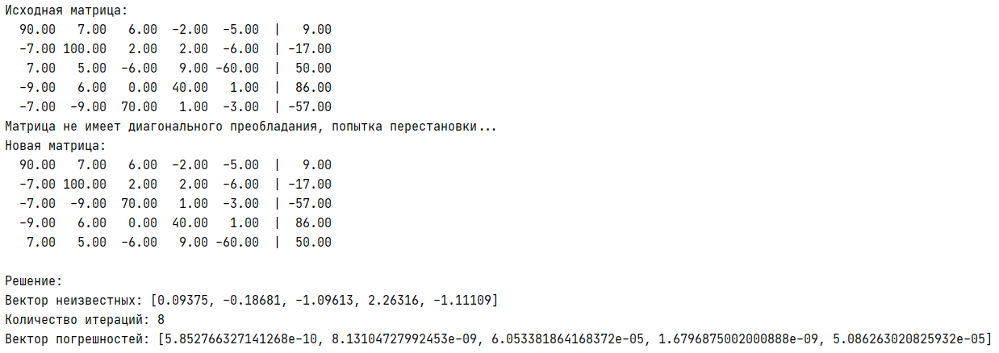 Исходная матрица:
90.00 7.00 6.00 -2.00 -5.00 | 9.00
-7.00 100.00 2.00 2.00 -6.00 | -17.00
7.00 5.00 -6.00 9.00 -60.00 | 50.00
-9.00 6.00 0.00 40.00 1.00 | 86.00
-7.00 -9.00 70.00 1.00 -3.00 | -57.00
Матрица не имеет диагонального преобладания, попытка перестановки...
Новая матрица:
90.00 7.00 6.00 -2.00 -5.00 | 9.00
-7.00 100.00 2.00 2.00 -6.00 | -17.00
-7.00 -9.00 70.00 1.00 -3.00 | -57.00
-9.00 6.00 0.00 40.00 1.00 | 86.00
7.00 5.00 -6.00 9.00 -60.00 | 50.00
Решение:
Вектор неизвестных: [0.09375, -0.18681, -1.09613, 2.26316, -1.11109]
Количество итераций: 8
Вектор погрешностей: [5.852766327141268e-10, 8.13104727992453e-09, 6.053381864168372e-05, 1.6796875002000888e-09, 5.086263020825932e-05]